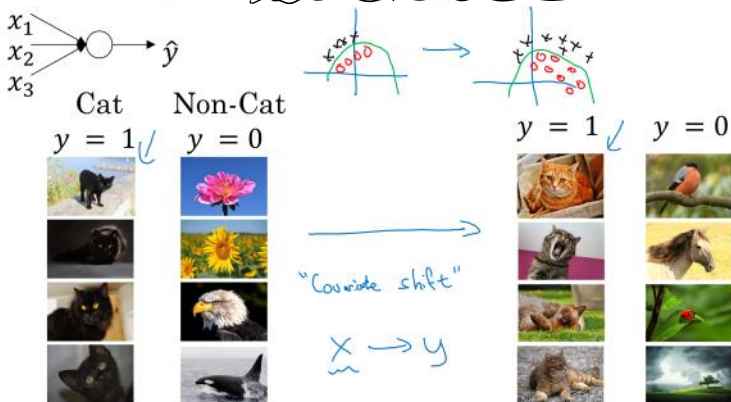 x₁
x₂
x₃
ŷ
Cat Non-Cat
y = 1 y = 0
y = 1 y = 0
"Covariate shift"
x → y